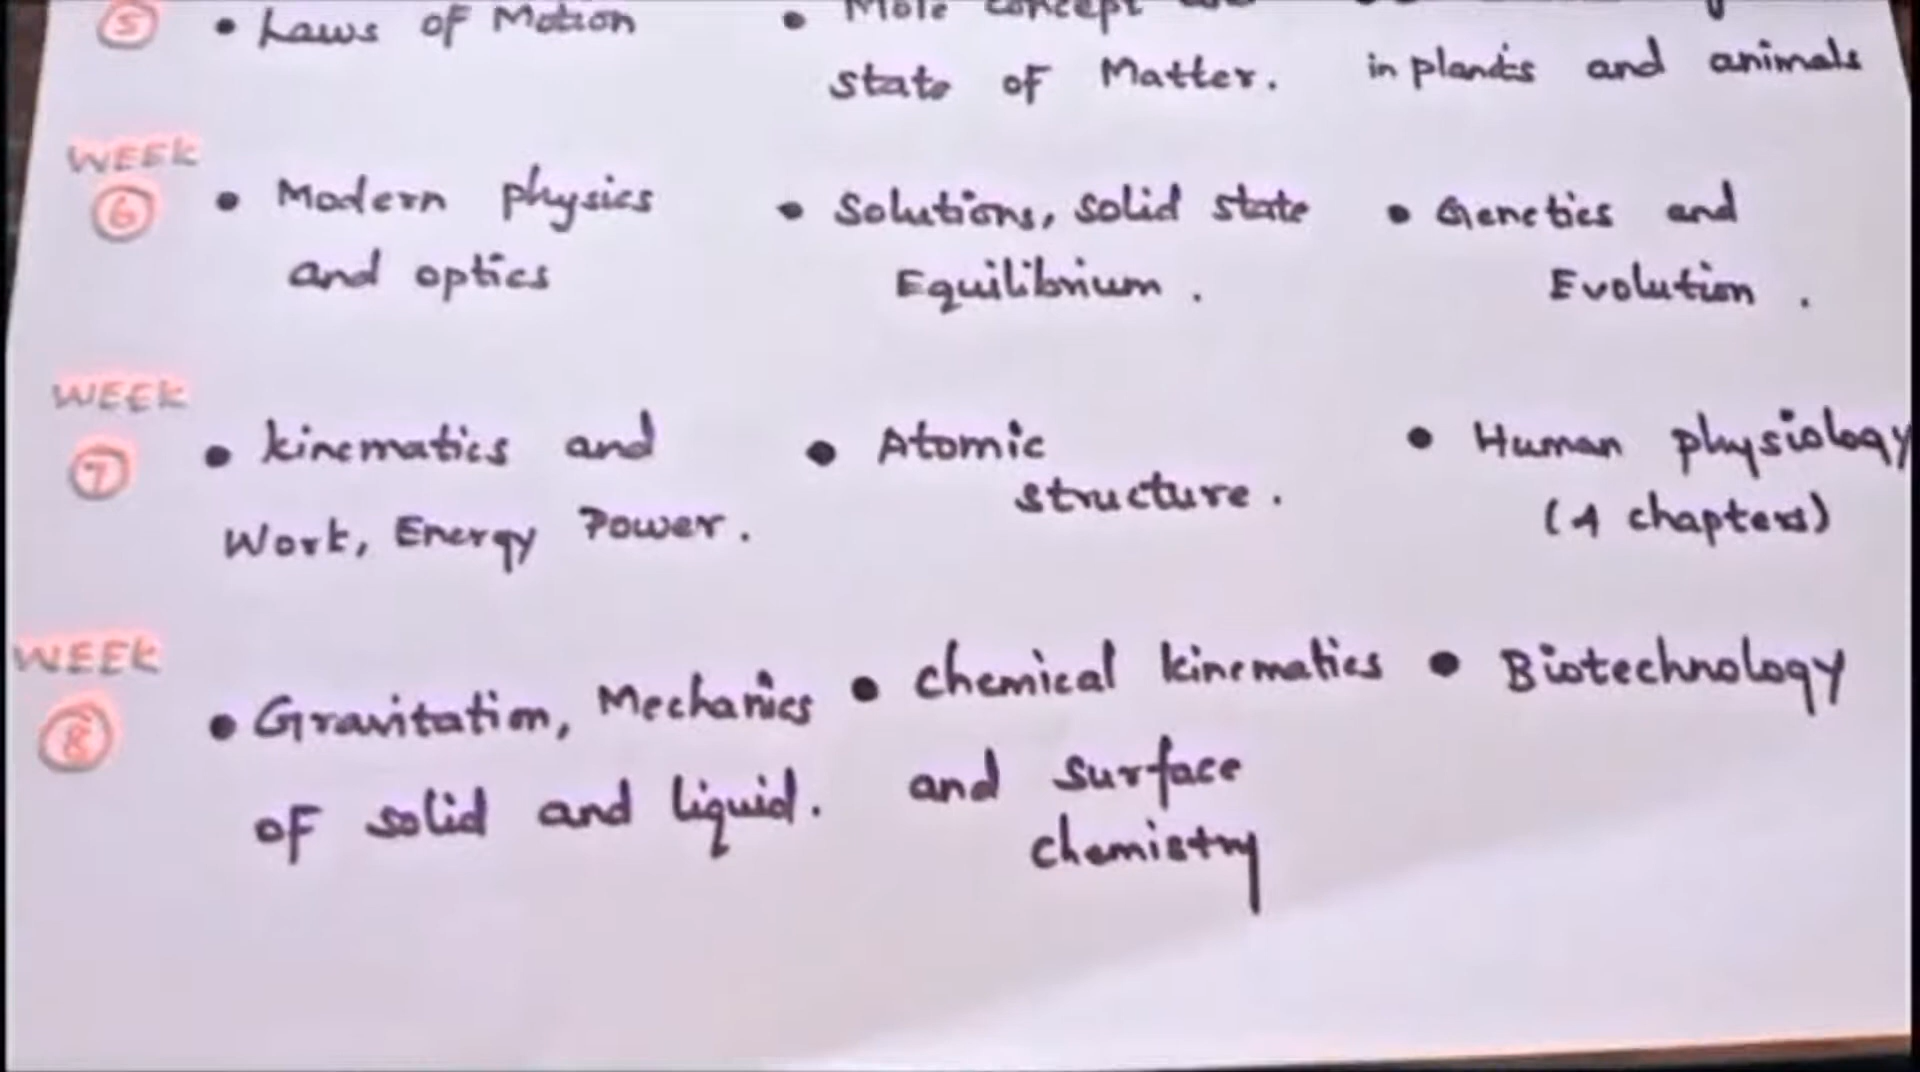 5 • Laws of Motion • Mole concept
state of Matter. in plants and animals
WEEK
6 • Modern physics • Solutions, solid state • Genetics and
and optics Equilibrium. Evolution.
WEEK
7 • kinematics and • Atomic • Human physiology
Work, Energy Power. structure. (4 chapters)
WEEK
8 • Gravitation, Mechanics • chemical kinematics • Biotechnology
of solid and liquid. and surface
chemistry